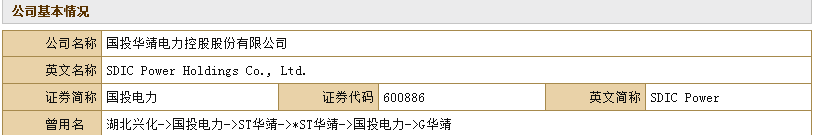 公司基本情况
公司名称 国投华靖电力控股股份有限公司
英文名称 SDIC Power Holdings Co., Ltd.
证券简称 国投电力 证券代码 600886 英文简称 SDIC Power
曾用名 湖北兴化->国投电力->ST华靖->*ST华靖->国投电力->G华靖